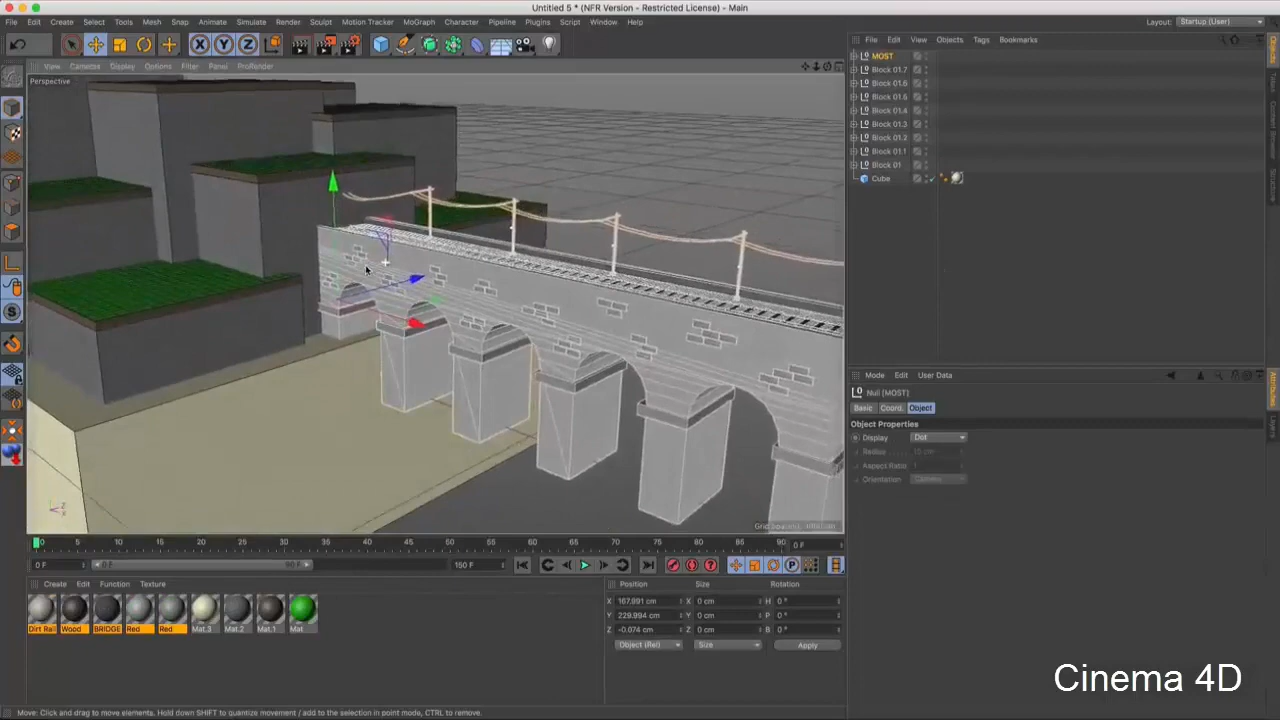 Untitled 5 * (NFR Version - Restricted License) - Main
File Edit Create Select Tools Mesh Snap Animate Simulate Render Sculpt Motion Tracker MoGraph Character Pipeline Plugins Script Window Help
Layout: Startup (User)
File Edit View Objects Tags Bookmarks
View Cameras Display Options Filter Panel ProRender
Perspective
MOST
Block 01.7
Block 01.6
Block 01.5
Block 01.4
Block 01.3
Block 01.2
Block 01.1
Block 01
Cube
Mode Edit User Data
Null [MOST]
Basic Coord. Object
Object Properties
Display Dot
Radius 10 cm
Aspect Ratio 1
Orientation Camera
0 5 10 15 20 25 30 35 40 45 50 55 60 65 70 75 80 85 90
0 F
0 F 0 F 90 F 150 F
Create Edit Function Texture
Dirt Rail Wood BRIDGE Red Red Mat.3 Mat.2 Mat.1 Mat
Position Size Rotation
X 167.991 cm X 0 cm H 0 °
Y 229.994 cm Y 0 cm P 0 °
Z -0.074 cm Z 0 cm B 0 °
Object (Rel) Size Apply
Cinema 4D
Move: Click and drag to move elements. Hold down SHIFT to quantize movement / add to the selection in point mode, CTRL to remove.